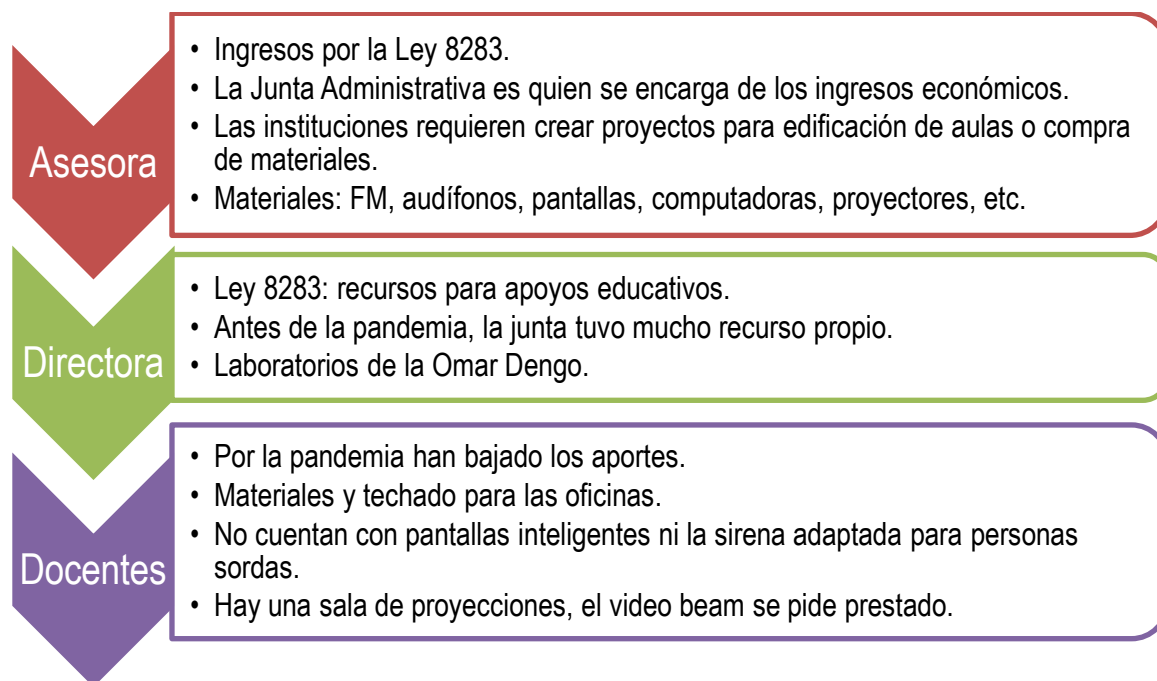 Asesora
• Ingresos por la Ley 8283.
• La Junta Administrativa es quien se encarga de los ingresos económicos.
• Las instituciones requieren crear proyectos para edificación de aulas o compra
de materiales.
• Materiales: FM, audífonos, pantallas, computadoras, proyectores, etc.
Directora
• Ley 8283: recursos para apoyos educativos.
• Antes de la pandemia, la junta tuvo mucho recurso propio.
• Laboratorios de la Omar Dengo.
Docentes
• Por la pandemia han bajado los aportes.
• Materiales y techado para las oficinas.
• No cuentan con pantallas inteligentes ni la sirena adaptada para personas
sordas.
• Hay una sala de proyecciones, el video beam se pide prestado.